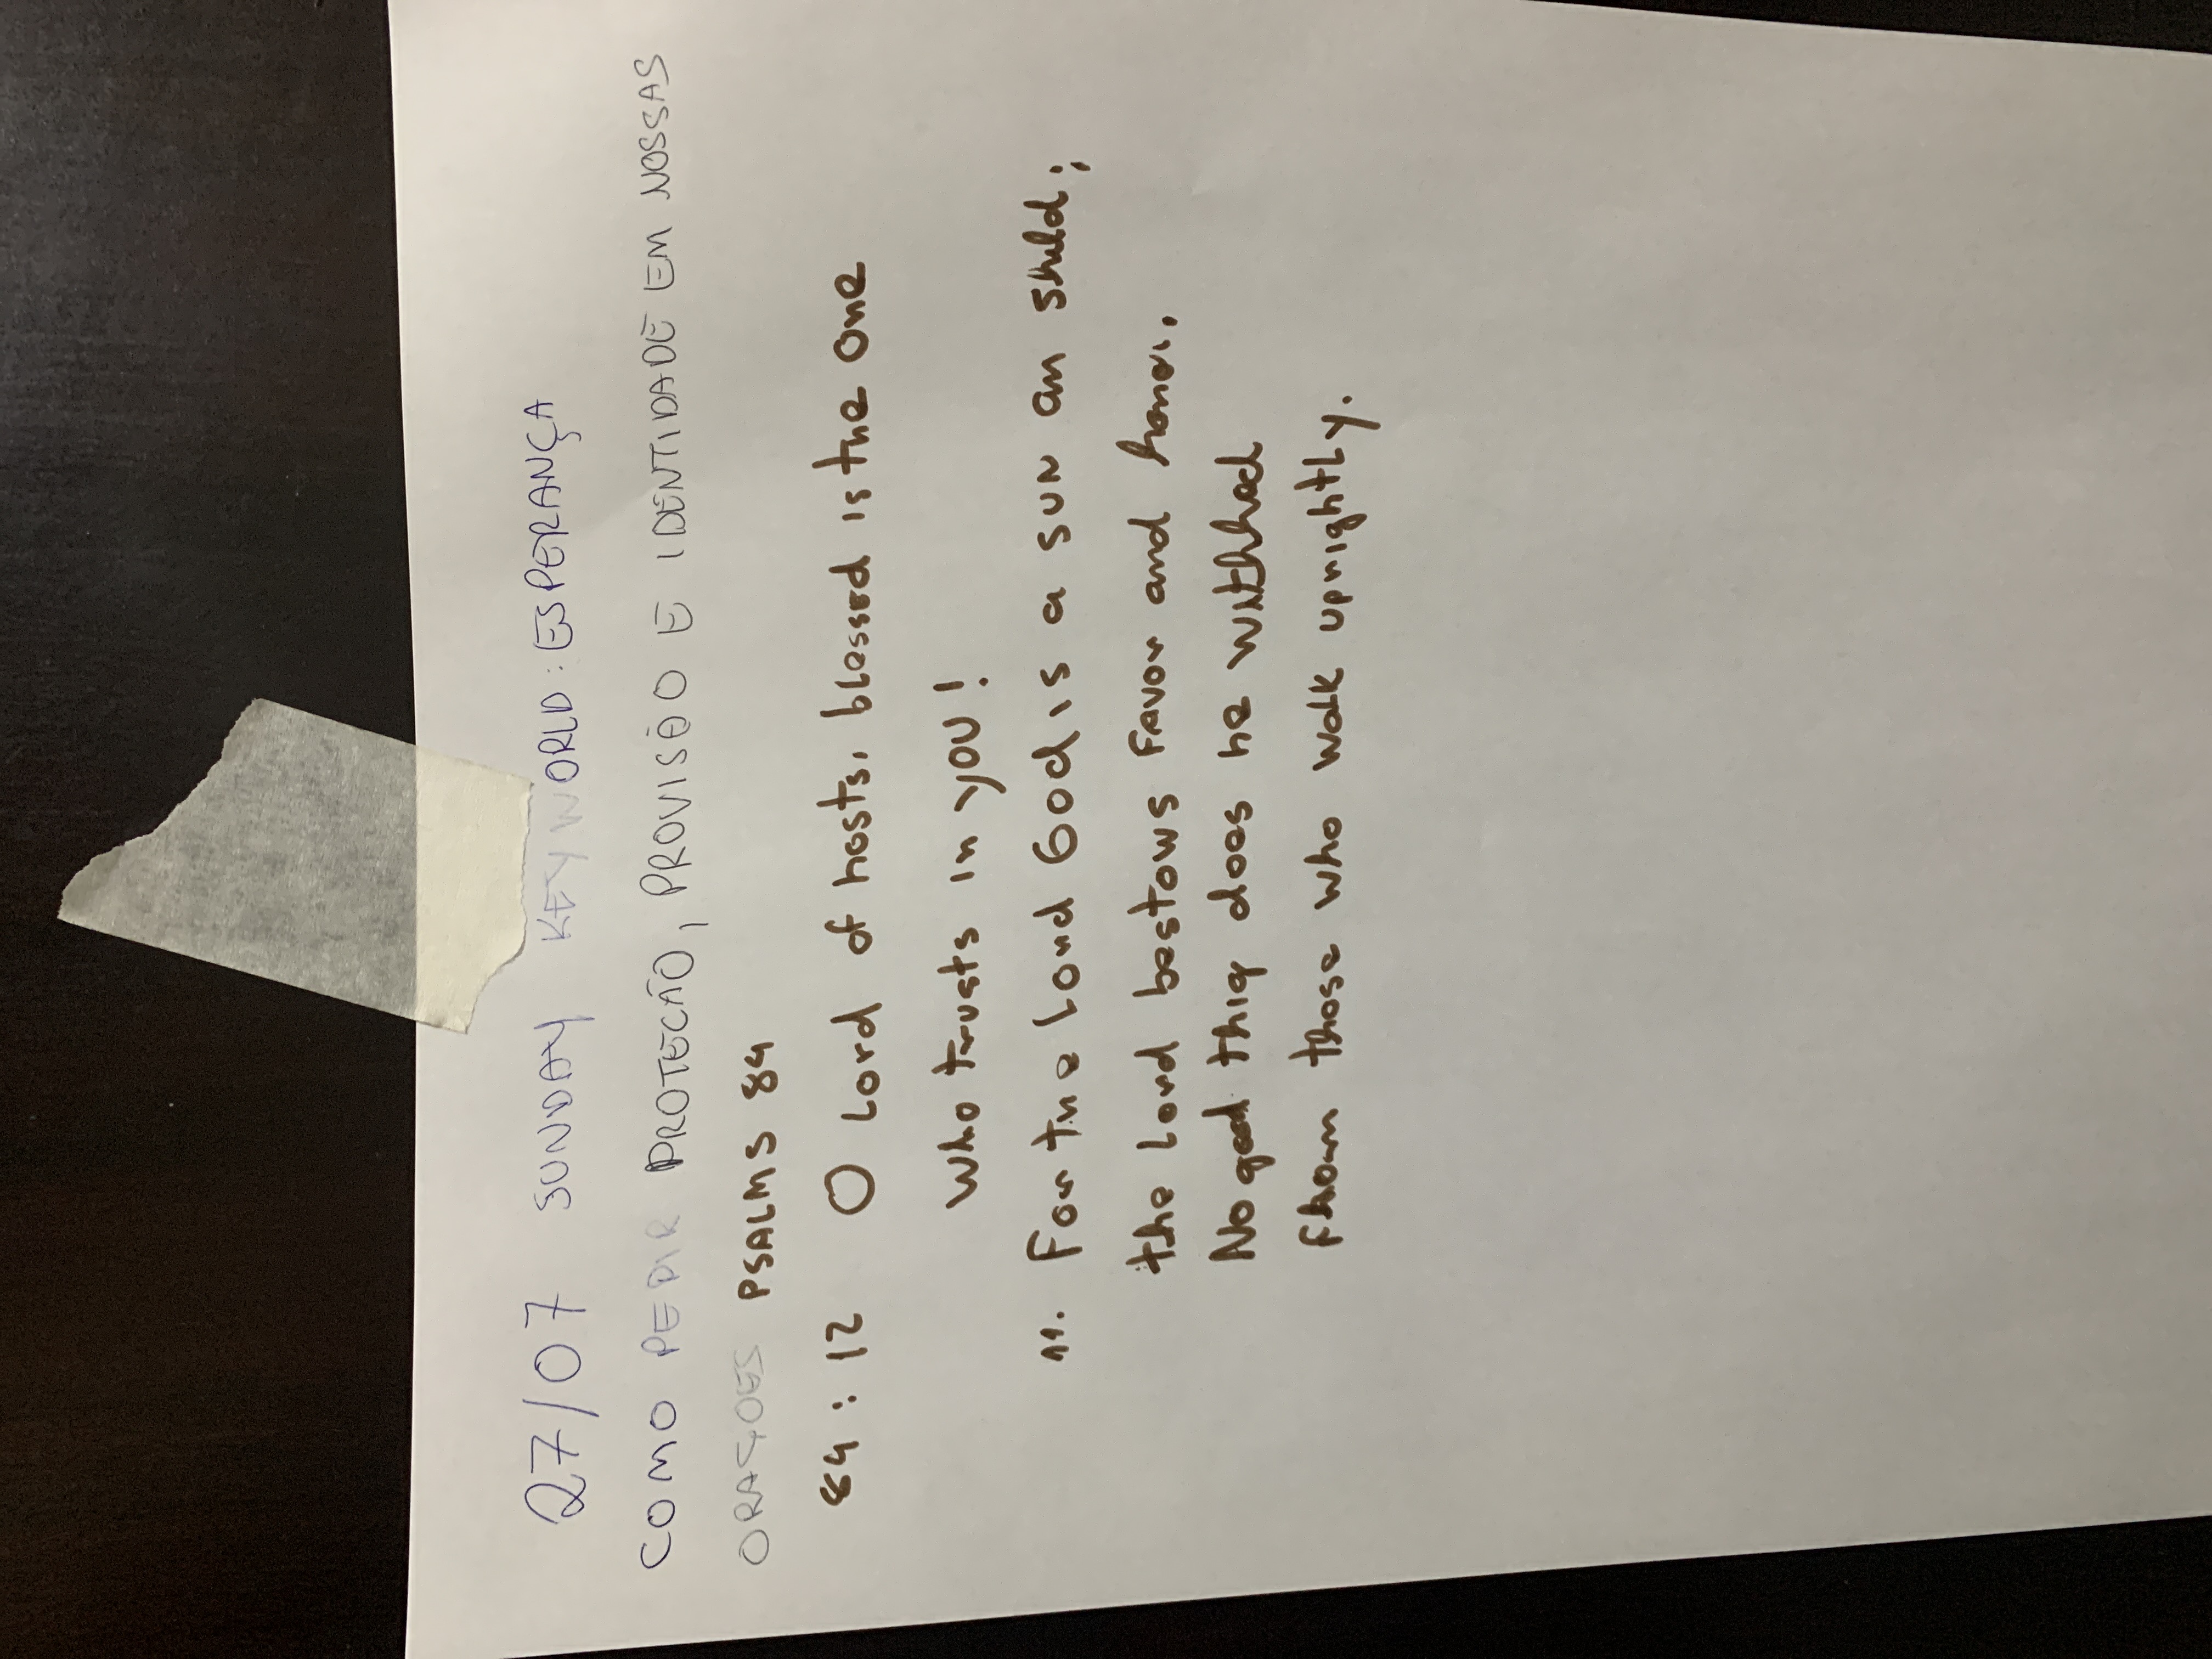 27/07 SUNDAY KEY WORLD: ESPERANÇA
COMO PEDIR PROTECÃO, PROVISÃO E IDENTIDADE EM NOSSAS
ORAÇOES PSALMS 84
84:12 O Lord of hosts, blessed is the one
who trusts in you!
11. For the Lord God is a sun an shild;
the Lord bestows favor and honor.
No good thig does he withhod
from those who walk uprightly.